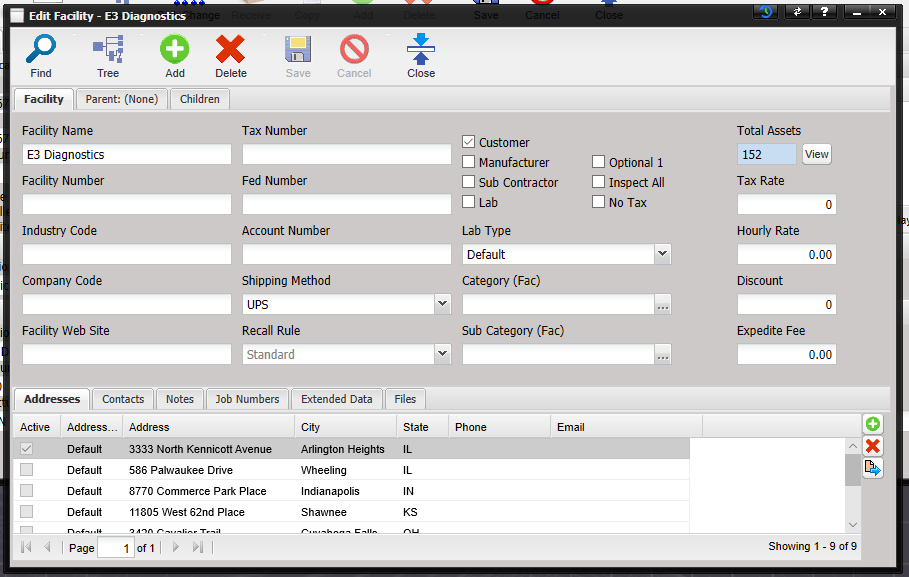 Edit Facility - E3 Diagnostics
Change Receive Copy Add Delete Save Cancel Close
Find Tree Add Delete Save Cancel Close
Facility Parent: (None) Children
Facility Name Tax Number Total Assets
Customer
E3 Diagnostics 152 View
Manufacturer Optional 1
Facility Number Fed Number Sub Contractor Inspect All Tax Rate
Lab No Tax 0
Industry Code Account Number Lab Type Hourly Rate
Default 0.00
Company Code Shipping Method Category (Fac) Discount
UPS ... 0
Facility Web Site Recall Rule Sub Category (Fac) Expedite Fee
Standard ... 0.00
Addresses Contacts Notes Job Numbers Extended Data Files
Active Address... Address City State Phone Email
Default 3333 North Kennicott Avenue Arlington Heights IL
Default 586 Palwaukee Drive Wheeling IL
Default 8770 Commerce Park Place Indianapolis IN
Default 11805 West 62nd Place Shawnee KS
Default 3420 Cavalier Trail Cuyahoga Falls OH
Page 1 of 1 Showing 1 - 9 of 9